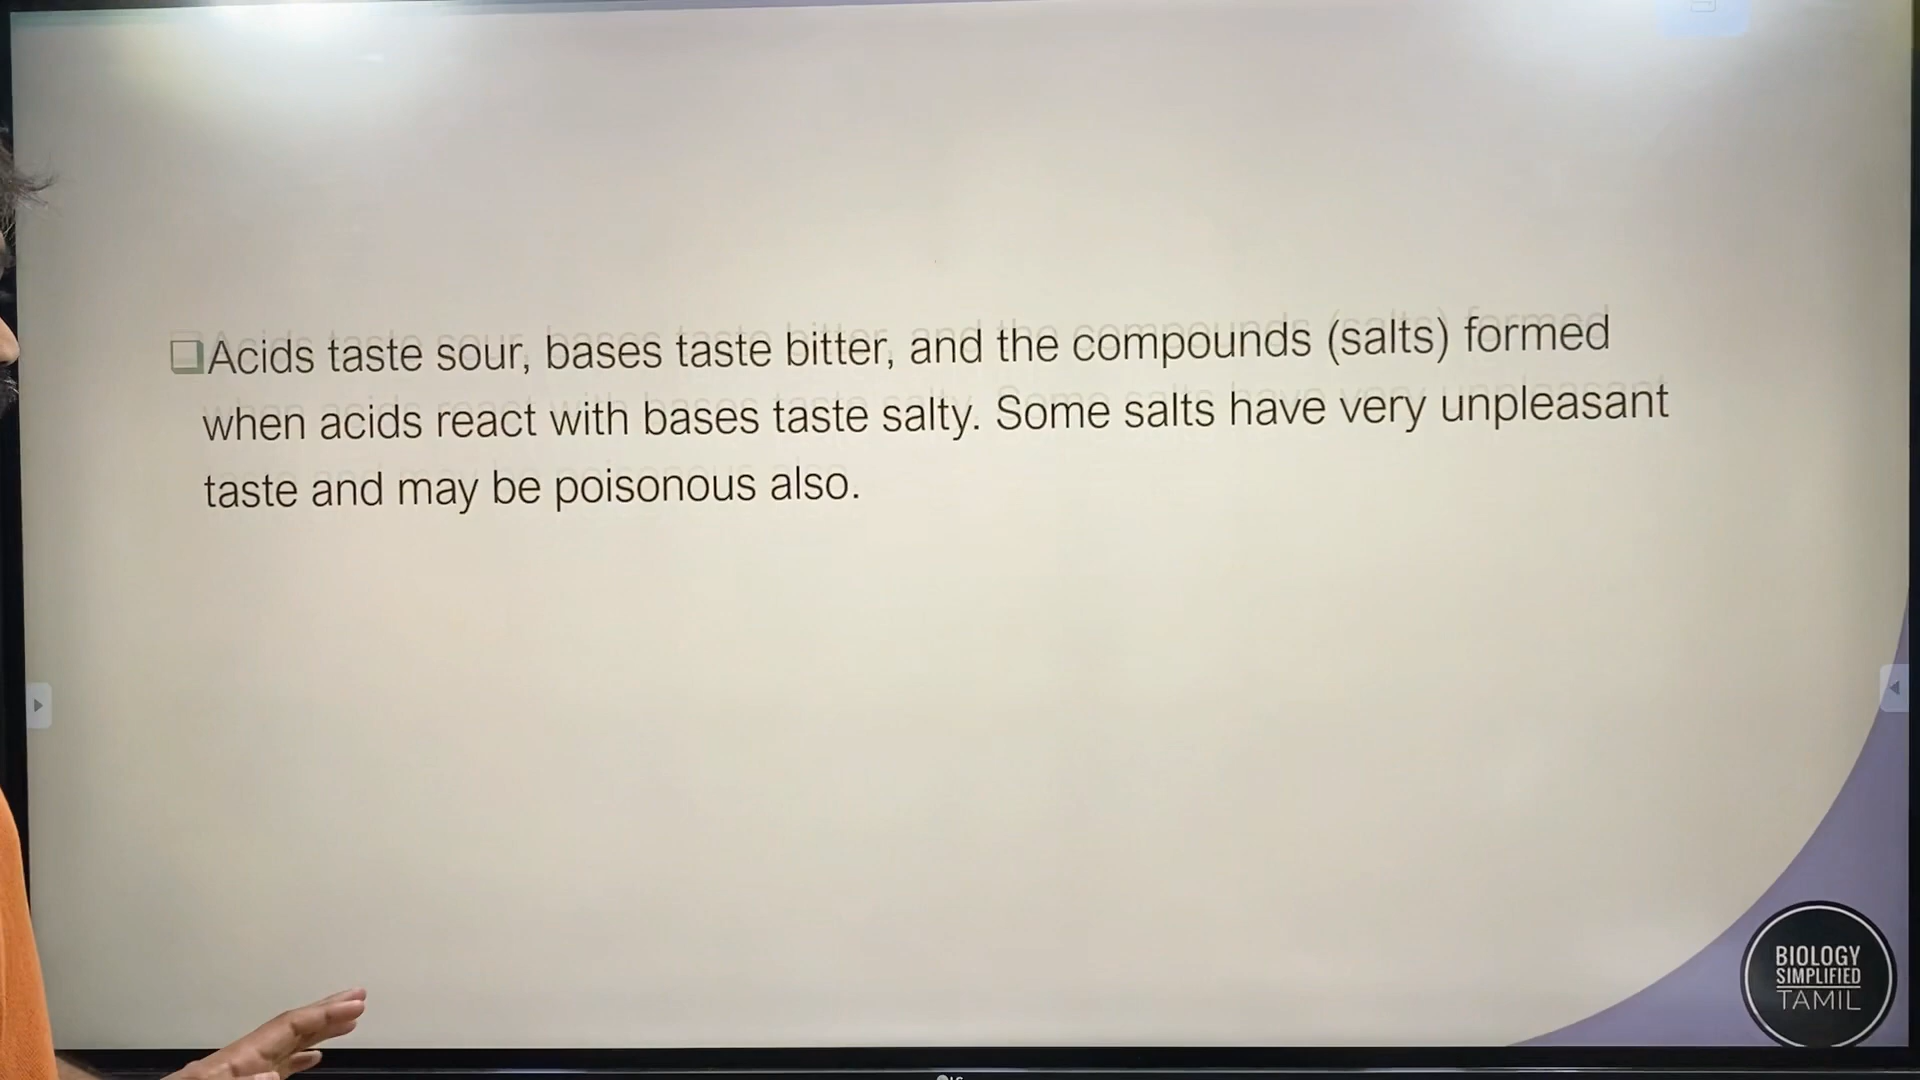 Acids taste sour, bases taste bitter, and the compounds (salts) formed
when acids react with bases taste salty. Some salts have very unpleasant
taste and may be poisonous also.
BIOLOGY
SIMPLIFIED
TAMIL